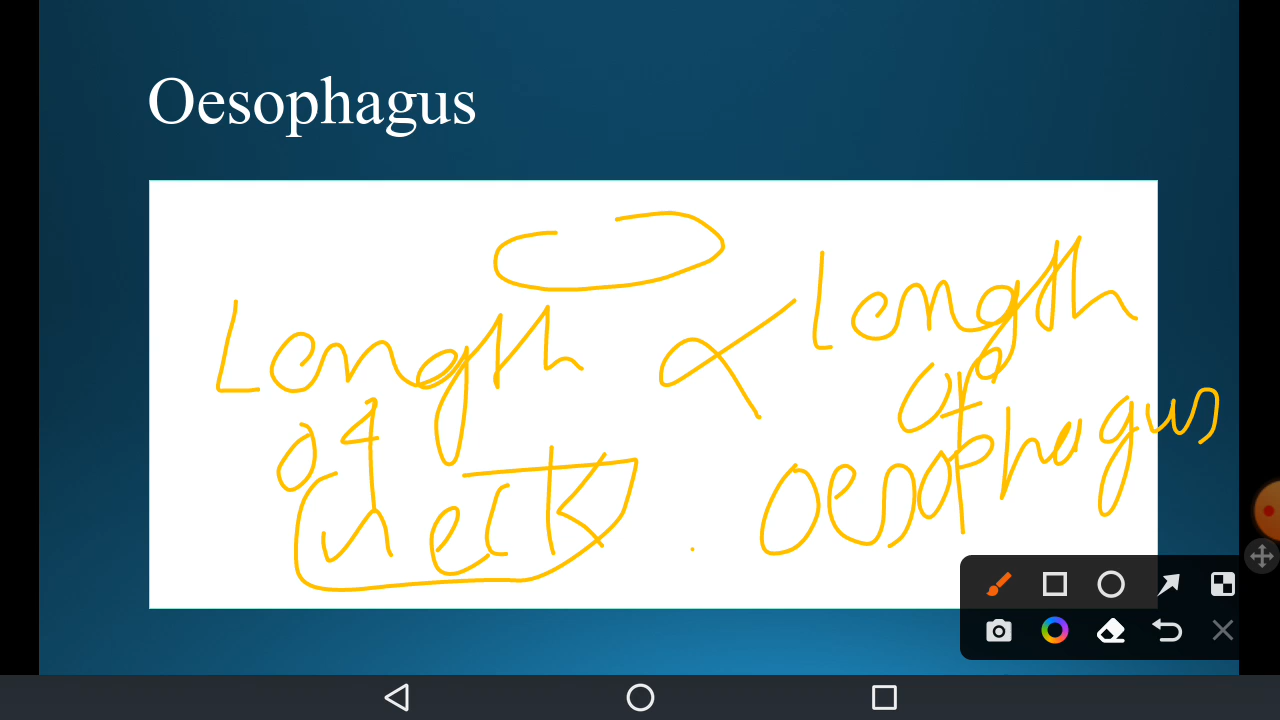 Oesophagus
Length ∝ length
of of
neck . oesophagus